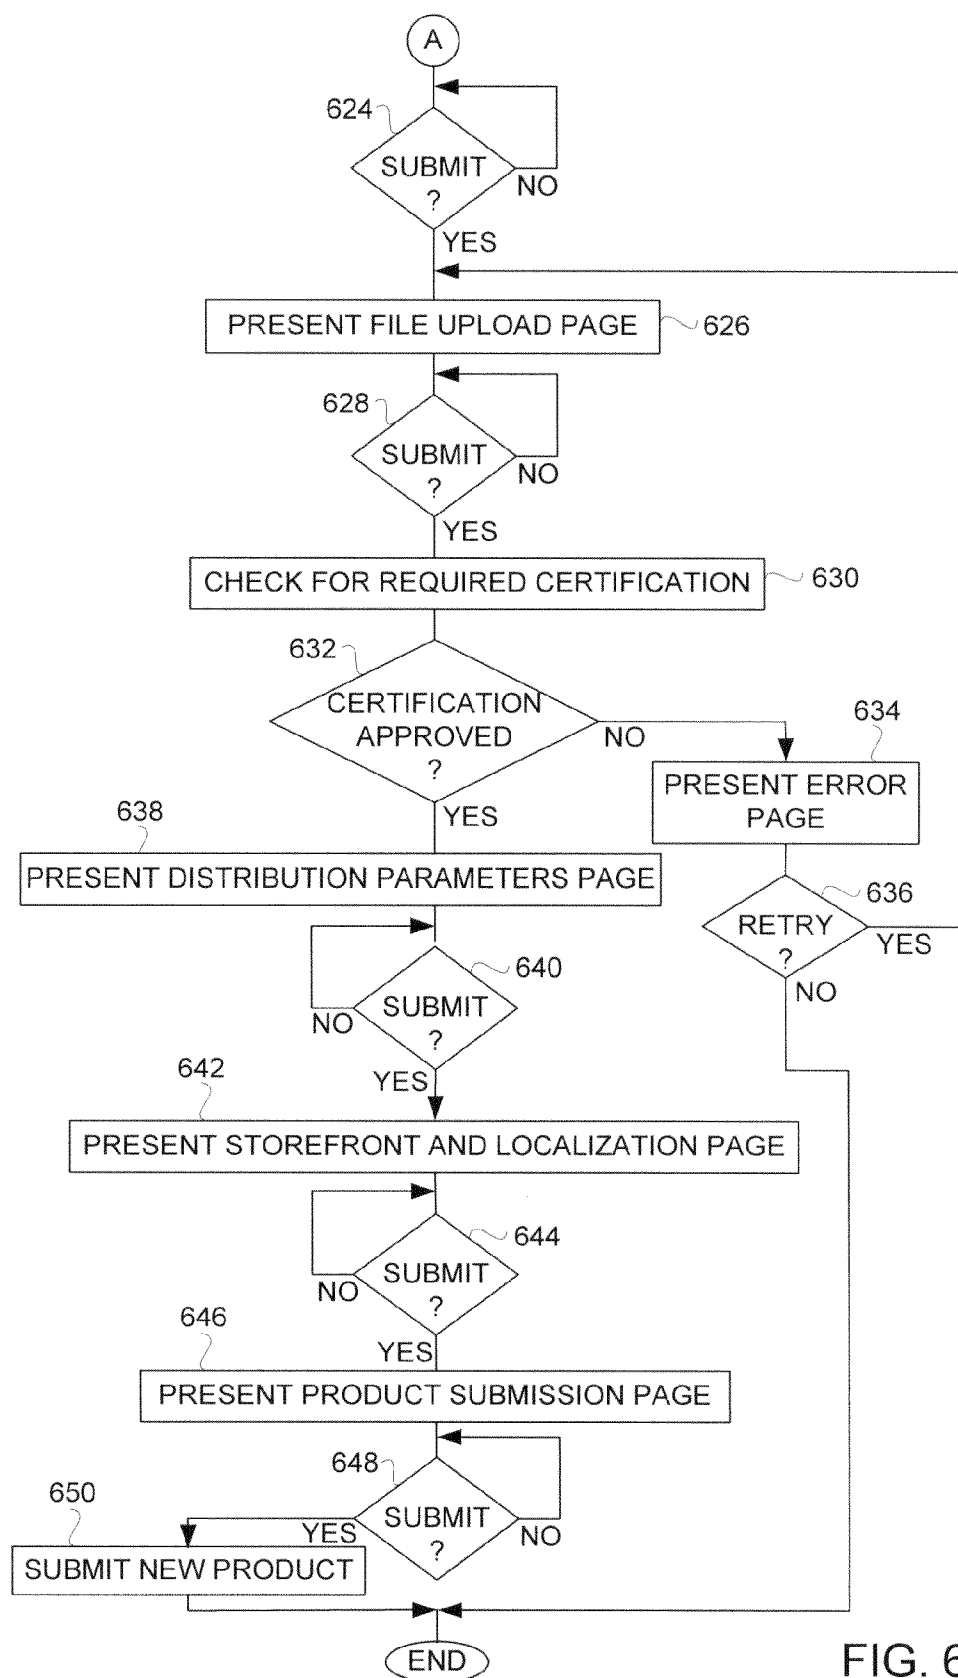 A
624
SUBMIT
?
NO
YES
PRESENT FILE UPLOAD PAGE
626
628
SUBMIT
?
NO
YES
CHECK FOR REQUIRED CERTIFICATION
630
632
CERTIFICATION
APPROVED
?
NO
YES
634
PRESENT ERROR
PAGE
638
PRESENT DISTRIBUTION PARAMETERS PAGE
636
RETRY
?
YES
NO
640
SUBMIT
?
NO
YES
642
PRESENT STOREFRONT AND LOCALIZATION PAGE
644
SUBMIT
?
NO
YES
646
PRESENT PRODUCT SUBMISSION PAGE
648
SUBMIT
?
YES
NO
650
SUBMIT NEW PRODUCT
END
FIG. 6